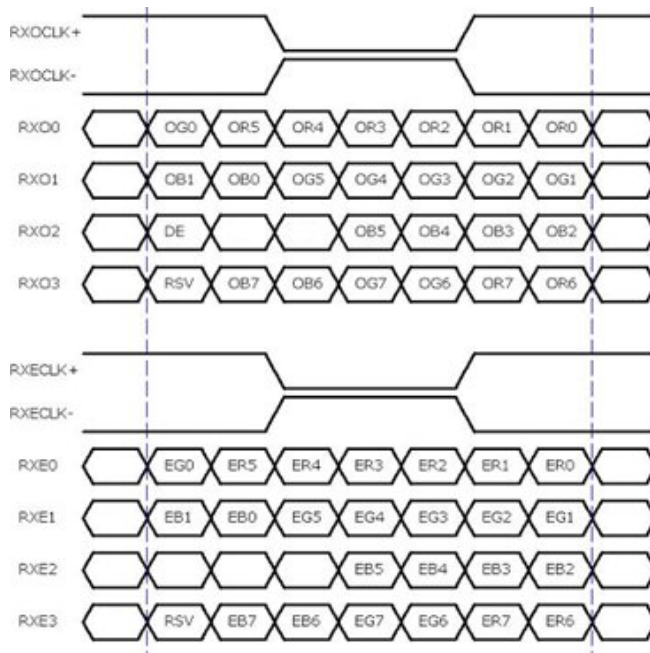 RXOCLK+
RXOCLK-
RXO0 OG0 OR5 OR4 OR3 OR2 OR1 OR0
RXO1 OB1 OB0 OG5 OG4 OG3 OG2 OG1
RXO2 DE OB5 OB4 OB3 OB2
RXO3 RSV OB7 OB6 OG7 OG6 OR7 OR6
RXECLK+
RXECLK-
RXE0 EG0 ER5 ER4 ER3 ER2 ER1 ER0
RXE1 EB1 EB0 EG5 EG4 EG3 EG2 EG1
RXE2 EB5 EB4 EB3 EB2
RXE3 RSV EB7 EB6 EG7 EG6 ER7 ER6